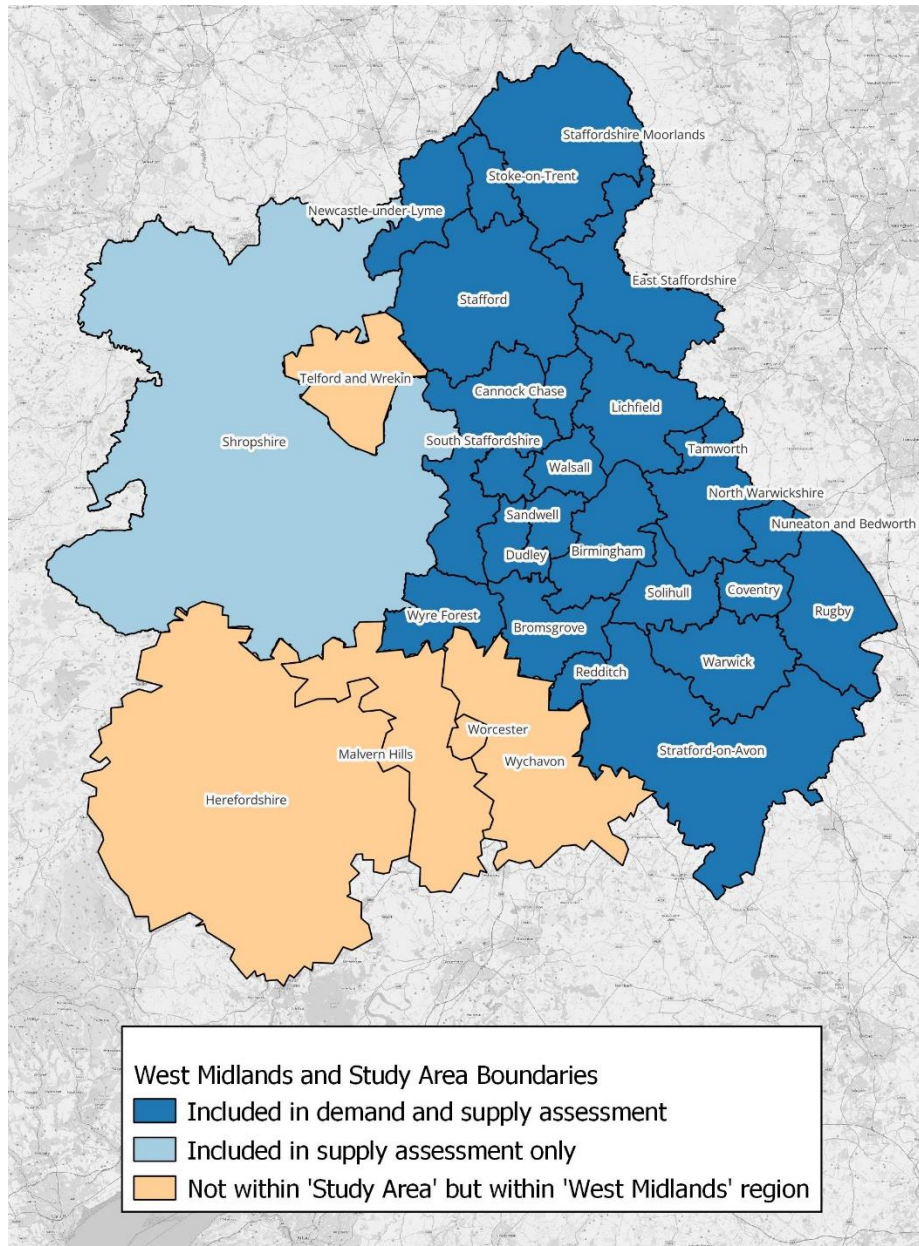 Staffordshire Moorlands
Stoke-on-Trent
Newcastle-under-Lyme
East Staffordshire
Stafford
Telford and Wrekin
Cannock Chase
Lichfield
Shropshire
South Staffordshire
Tamworth
Walsall
North Warwickshire
Sandwell
Nuneaton and Bedworth
Dudley
Birmingham
Solihull
Coventry
Wyre Forest
Rugby
Bromsgrove
Warwick
Redditch
Worcester
Stratford-on-Avon
Malvern Hills
Wychavon
Herefordshire
West Midlands and Study Area Boundaries
Included in demand and supply assessment
Included in supply assessment only
Not within 'Study Area' but within 'West Midlands' region